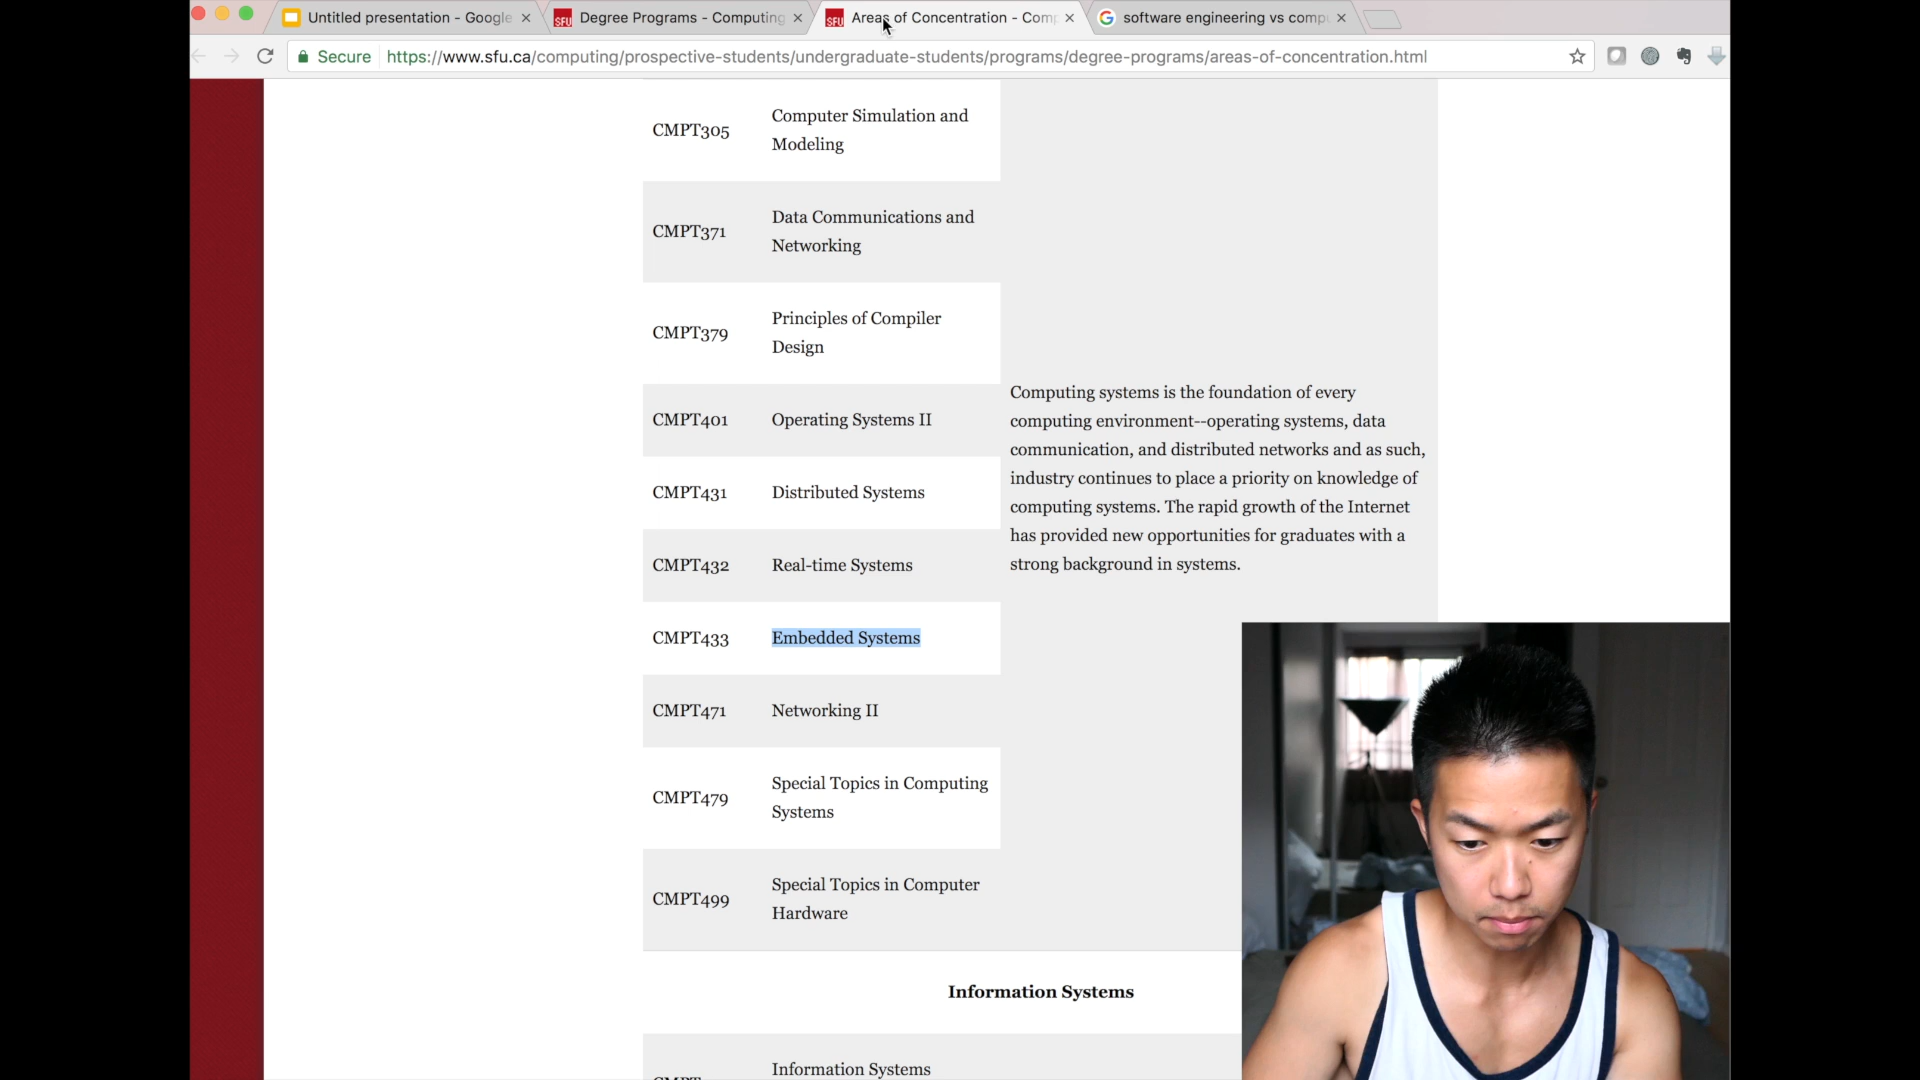 Untitled presentation - Google
SFU Degree Programs - Computing
SFU Areas of Concentration - Comp
software engineering vs compu
Secure https://www.sfu.ca/computing/prospective-students/undergraduate-students/programs/degree-programs/areas-of-concentration.html
CMPT305 Computer Simulation and
Modeling
CMPT371 Data Communications and
Networking
CMPT379 Principles of Compiler
Design
CMPT401 Operating Systems II
CMPT431 Distributed Systems
CMPT432 Real-time Systems
CMPT433 Embedded Systems
CMPT471 Networking II
CMPT479 Special Topics in Computing
Systems
CMPT499 Special Topics in Computer
Hardware
Computing systems is the foundation of every
computing environment--operating systems, data
communication, and distributed networks and as such,
industry continues to place a priority on knowledge of
computing systems. The rapid growth of the Internet
has provided new opportunities for graduates with a
strong background in systems.
Information Systems
Information Systems